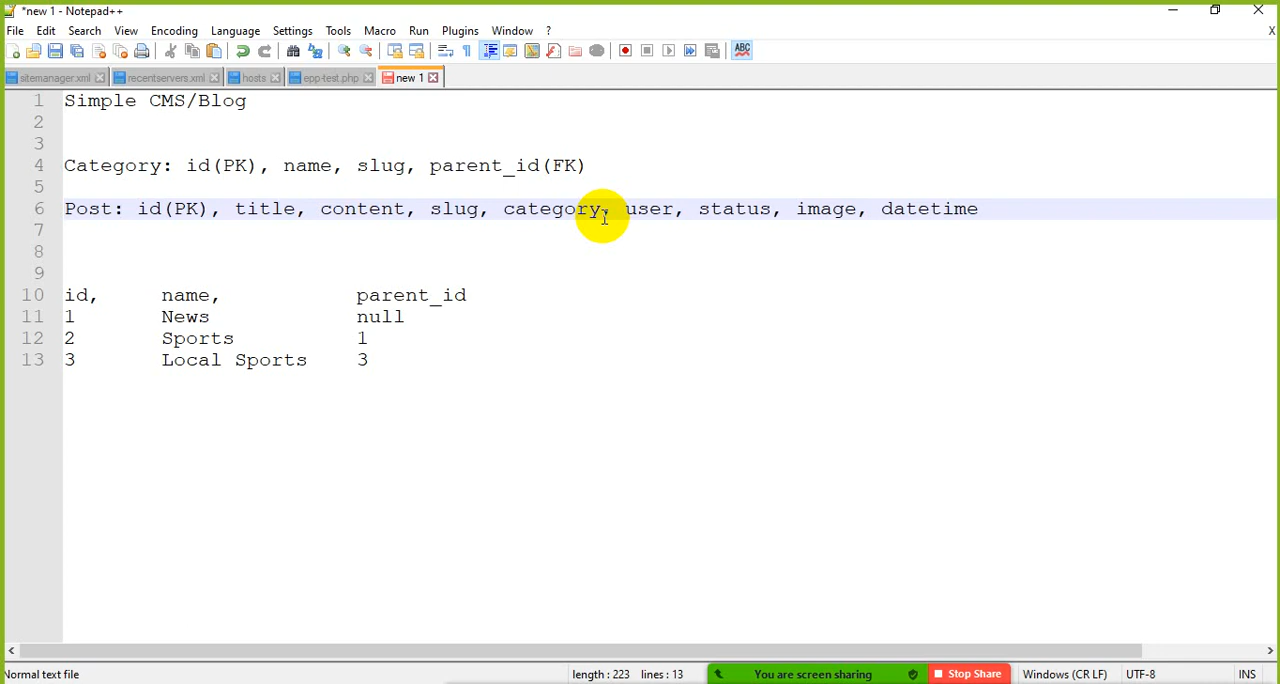 *new 1 - Notepad++
File Edit Search View Encoding Language Settings Tools Macro Run Plugins Window ? X
ABC
sitemanager.xml recentservers.xml hosts epp-test.php new 1
1 Simple CMS/Blog
2
3
4 Category: id(PK), name, slug, parent_id(FK)
5
6 Post: id(PK), title, content, slug, category, user, status, image, datetime
7
8
9
10 id, name, parent_id
11 1 News null
12 2 Sports 1
13 3 Local Sports 3
Normal text file length : 223 lines : 13 You are screen sharing Stop Share Windows (CR LF) UTF-8 INS